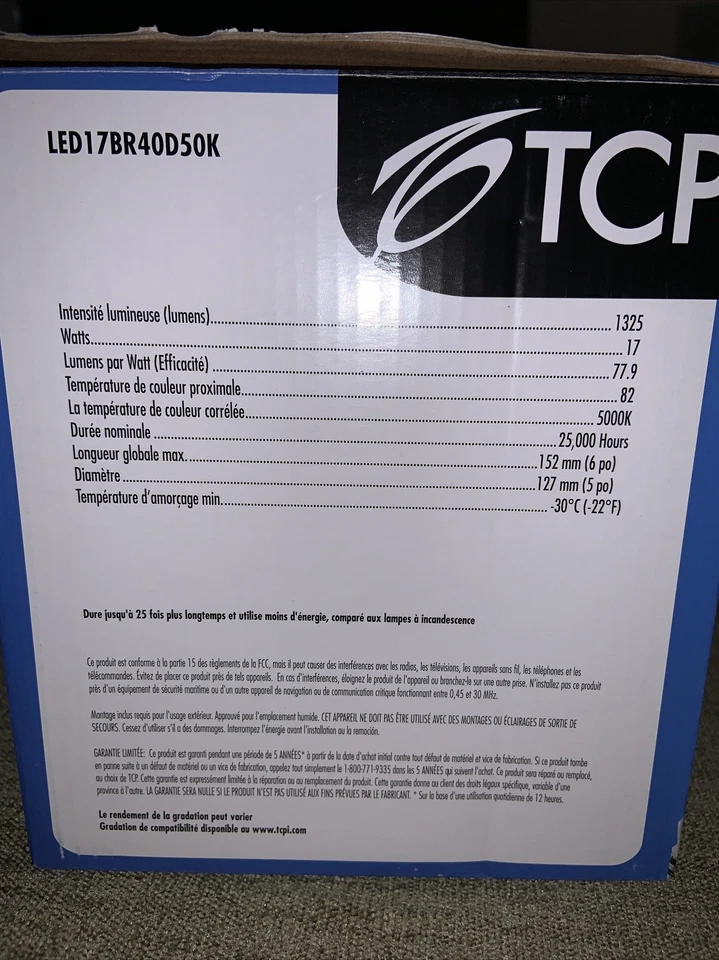 LED17BR40D50K
TCP
Intensité lumineuse (lumens)........................ 1325
Watts........................ 17
Lumens par Watt (Efficacité)........................ 77.9
Température de couleur proximale........................ 82
La température de couleur corrélée........................ 5000K
Durée nominale........................ 25,000 Hours
Longueur globale max........................ 152 mm (6 po)
Diamètre........................ 127 mm (5 po)
Température d'amorçage min........................ -30°C (-22°F)
Dure jusqu'à 25 fois plus longtemps et utilise moins d'énergie, comparé aux lampes à incandescence
Ce produit est conforme à la partie 15 des règlements de la FCC, mais il peut causer des interférences avec les radios, les télévisions, les appareils sans fil, les téléphones et les
télécommandes. Évitez de placer ce produit près de tels appareils. En cas d'interférences, éloignez le produit de l'appareil ou branchez-le sur une autre prise. N'installez pas ce produit
près d'un équipement de sécurité maritime ou d'un autre appareil de navigation ou de communication critique fonctionnant entre 0,45 et 30 MHz.
Montage inclus requis pour l'usage extérieur. Approuvé pour l'emplacement humide. CET APPAREIL NE DOIT PAS ÊTRE UTILISÉ AVEC DES MONTAGES OU ÉCLAIRAGES DE SORTIE DE
SECOURS. Cessez d'utiliser s'il a des dommages. Interrompez l'énergie avant l'installation ou la remoción.
GARANTIE LIMITÉE: Ce produit est garanti pendant une période de 5 ANNÉES* à partir de la date d'achat initial contre tout défaut de matériel et vice de fabrication. Si ce produit tombe
en panne suite à un défaut de matériel ou un vice de fabrication, appelez tout simplement le 1-800-771-9335 dans les 5 ANNÉES qui suivent l'achat. Ce produit sera réparé ou remplacé,
au choix de TCP. Cette garantie est expressément limitée à la réparation ou au remplacement du produit. Cette garantie donne au client des droits légaux spécifique, variable d'une
province à l'autre. LA GARANTIE SERA NULLE SI LE PRODUIT N'EST PAS UTILISÉ AUX FINS PRÉVUES PAR LE FABRICANT. * Sur la base d'une utilisation quotidienne de 12 heures.
Le rendement de la gradation peut varier
Gradation de compatibilité disponible au www.tcpi.com